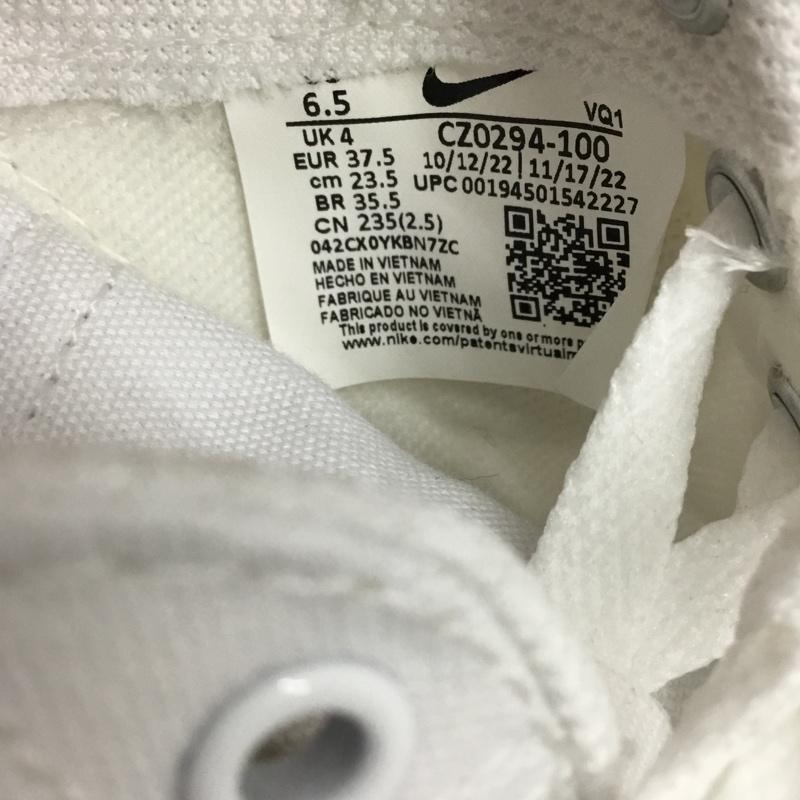 6.5
VQ1
UK 4
CZ0294-100
EUR 37.5
10/12/22 | 11/17/22
cm 23.5
UPC 00194501542227
BR 35.5
CN 235(2.5)
042CX0YKBN7ZC
MADE IN VIETNAM
HECHO EN VIETNAM
FABRIQUE AU VIETNAM
FABRICADO NO VIETNÃ
This product is covered by one or more p
www.nike.com/patentsvirtualm